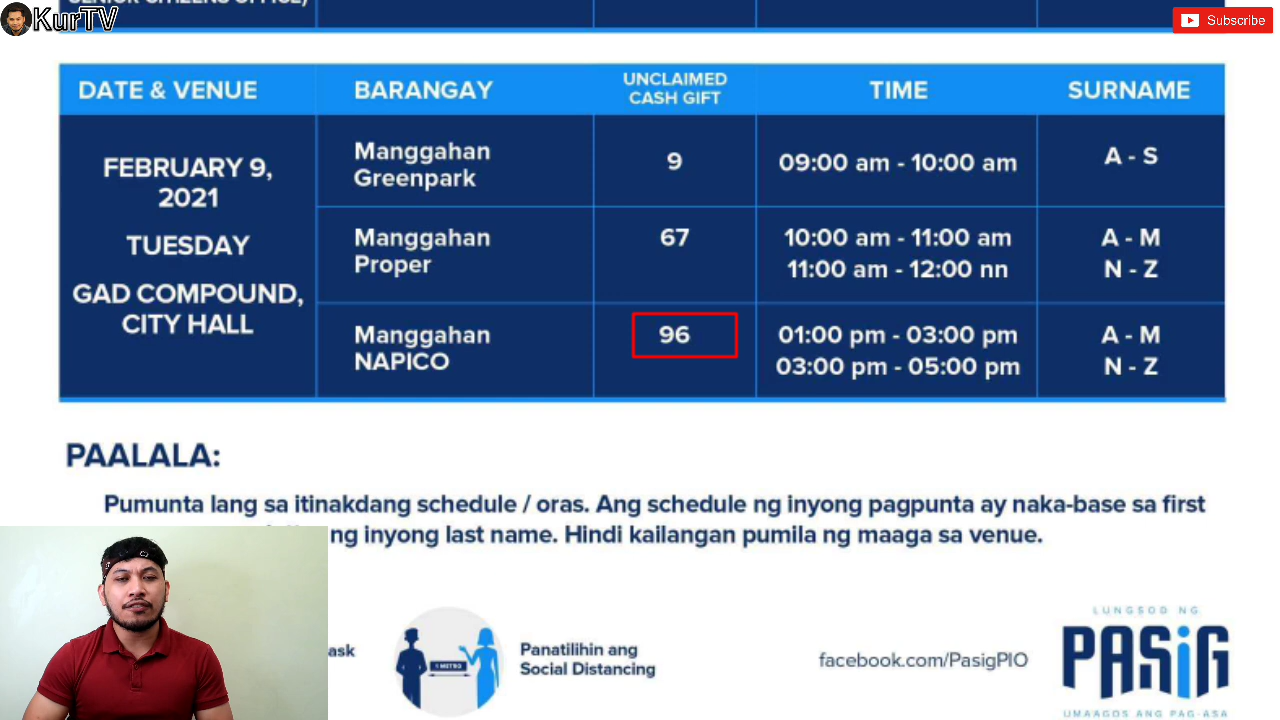 SENIOR CITIZENS OFFICE)
KurTV
Subscribe
DATE & VENUE
BARANGAY
UNCLAIMED
CASH GIFT
TIME
SURNAME
FEBRUARY 9,
2021
TUESDAY
GAD COMPOUND,
CITY HALL
Manggahan
Greenpark
9
09:00 am - 10:00 am
A - S
Manggahan
Proper
67
10:00 am - 11:00 am
A - M
11:00 am - 12:00 nn
N - Z
Manggahan
NAPICO
96
01:00 pm - 03:00 pm
A - M
03:00 pm - 05:00 pm
N - Z
PAALALA:
Pumunta lang sa itinakdang schedule / oras. Ang schedule ng inyong pagpunta ay naka-base sa first
ng inyong last name. Hindi kailangan pumila ng maaga sa venue.
ask
1 METRO
Panatilihin ang
Social Distancing
facebook.com/PasigPIO
LUNGSOD NG
PASiG
UMAAGOS ANG PAG-ASA